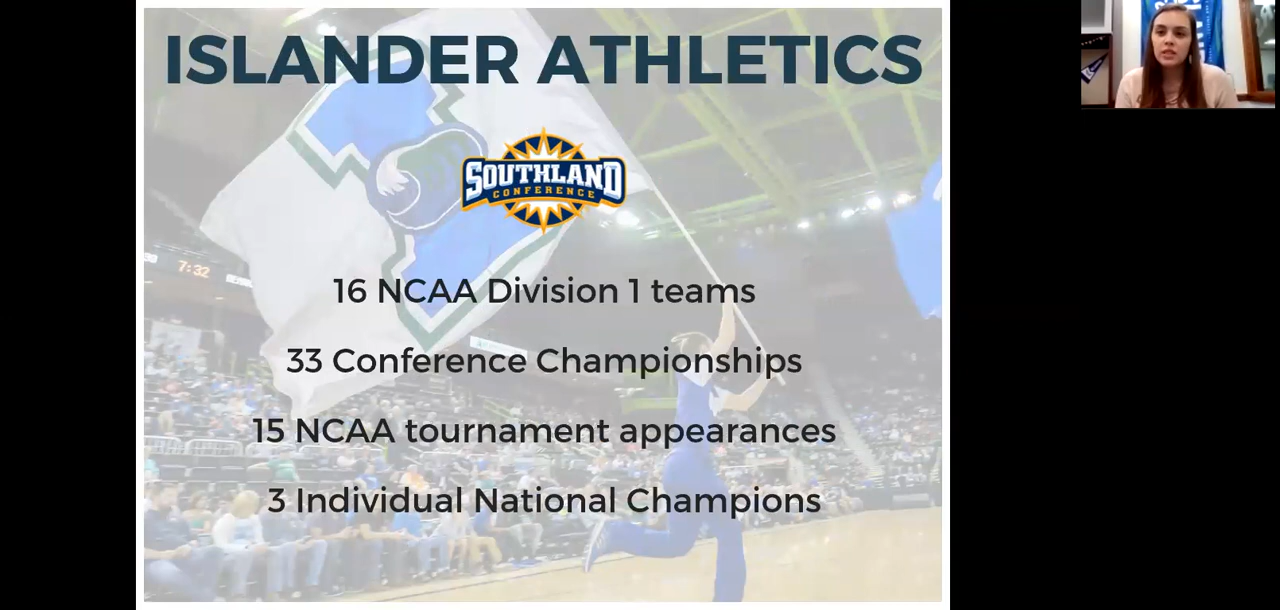 ISLANDER ATHLETICS
SOUTHLAND
CONFERENCE
7:32
16 NCAA Division 1 teams
33 Conference Championships
15 NCAA tournament appearances
3 Individual National Champions